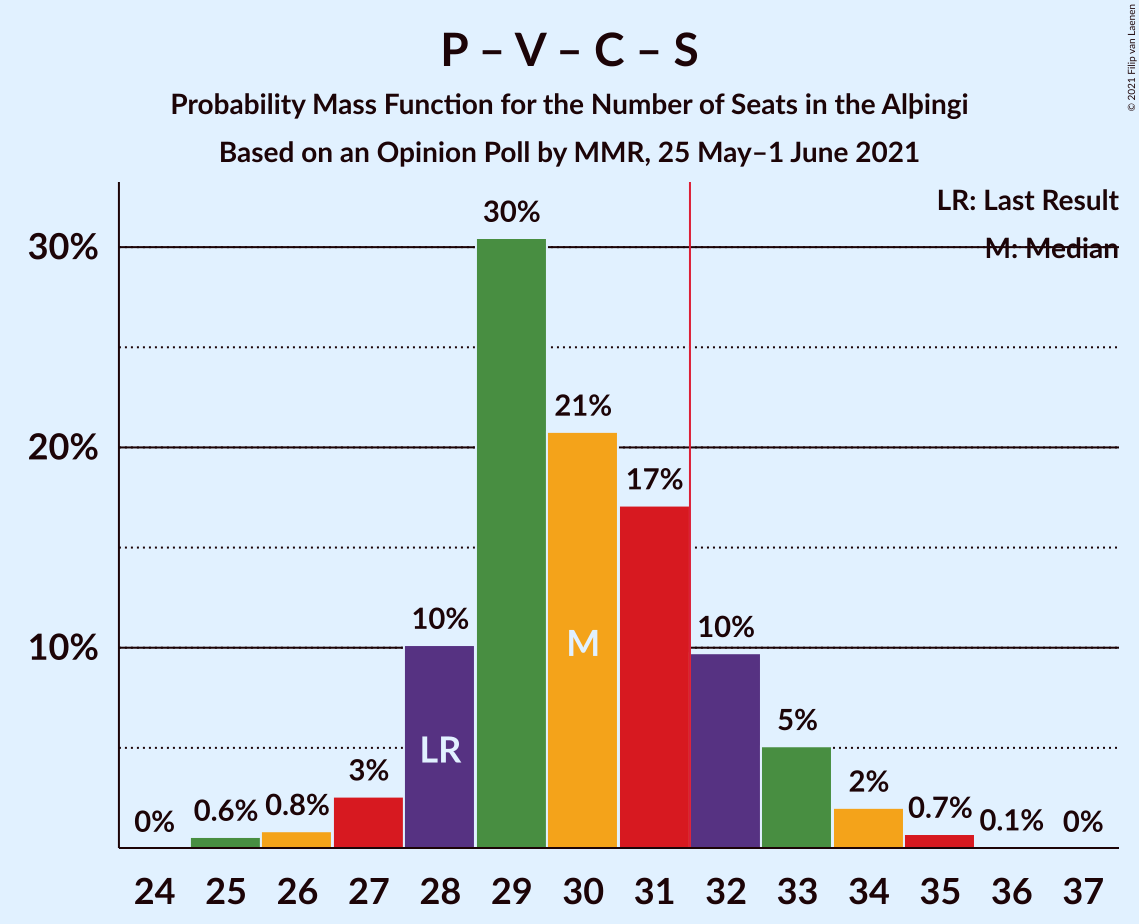 P – V – C – S
Probability Mass Function for the Number of Seats in the Alþingi
Based on an Opinion Poll by MMR, 25 May–1 June 2021
© 2021 Filip van Laenen
LR: Last Result
M: Median
30%
20%
10%
0%
0.6%
0.8%
3%
10%
30%
21%
17%
10%
5%
2%
0.7%
0.1%
0%
LR
M
24 25 26 27 28 29 30 31 32 33 34 35 36 37